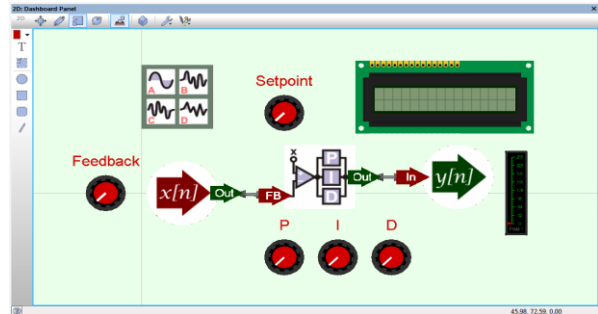 2D: Dashboard Panel
T
A B
C D
Setpoint
Feedback
x[n]
Out
FB
x
P
I
D
Out
In
y[n]
P I D
45.98, 72.59, 0.00